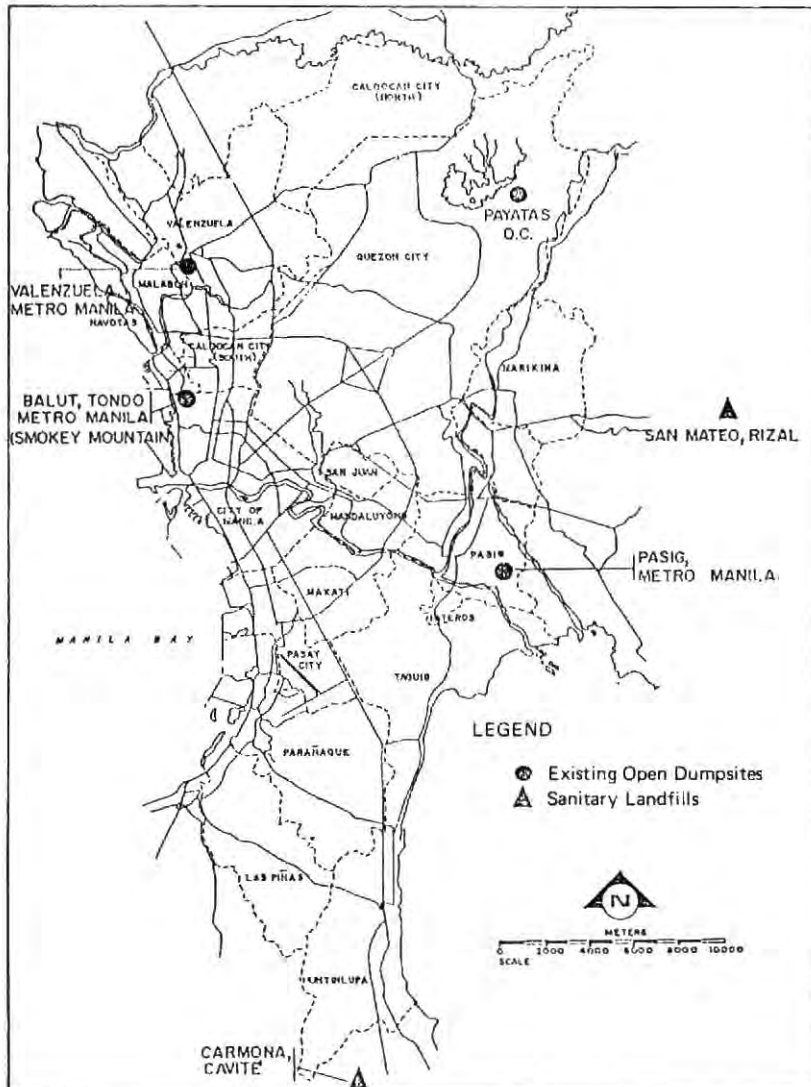 CALOOCAN CITY
(NORTH)
PAYATAS
Q.C.
VALENZUELA
QUEZON CITY
MALABON
VALENZUELA,
METRO MANILA
NAVOTAS
CALOOCAN CITY
(SOUTH)
MARIKINA
BALUT, TONDO
METRO MANILA
(SMOKEY MOUNTAIN
SAN MATEO, RIZAL
SAN JUAN
CITY OF
MANILA
MANDALUYONG
PASIG
PASIG,
METRO MANILA
MAKATI
PATEROS
MANILA BAY
PASAY
CITY
TAGUIG
LEGEND
PARAÑAQUE
Existing Open Dumpsites
Sanitary Landfills
LAS PIÑAS
N
METERS
0 2000 4000 6000 8000 10000
SCALE
MUNTINLUPA
CARMONA,
CAVITE